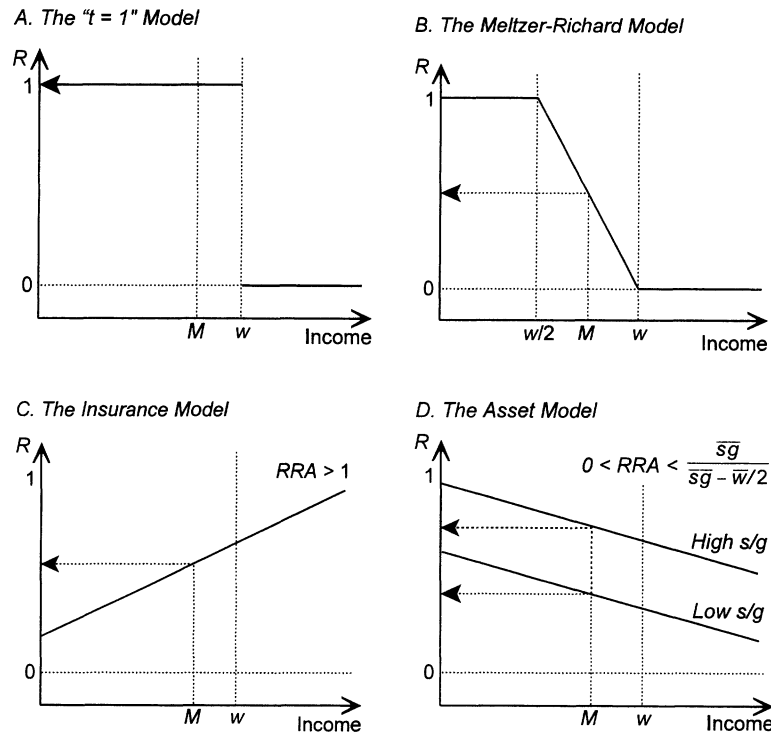 A. The "t = 1" Model
R
1
0
M w
Income
B. The Meltzer-Richard Model
R
1
0
w/2 M w
Income
C. The Insurance Model
R
1
RRA > 1
0
M w
Income
D. The Asset Model
R
1
0 < RRA < s̅g̅ / s̅g̅ - w̅/2
High s/g
Low s/g
0
M w
Income